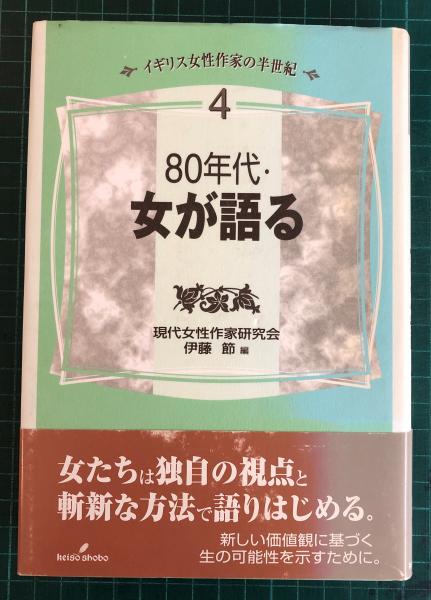 イギリス女性作家の半世紀
4
80年代・
女が語る
現代女性作家研究会
伊藤 節 編
女たちは独自の視点と
斬新な方法で語りはじめる。
新しい価値観に基づく
生の可能性を示すために。
keiso shobo